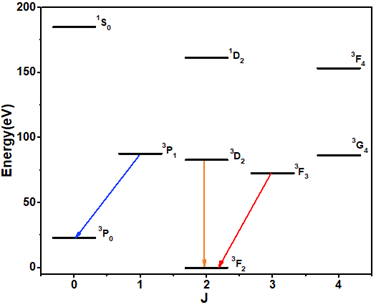 200
150
100
50
0
Energy(eV)
¹S₀
¹D₂
³F₄
³P₁
³D₂
³G₄
³F₃
³P₀
³F₂
0 1 2 3 4
J